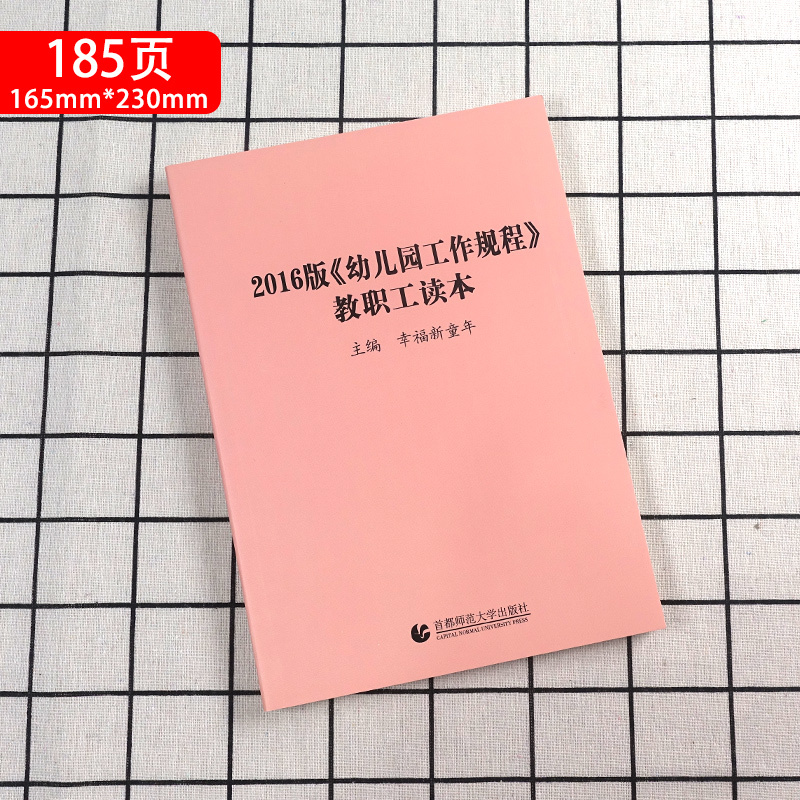 185页
165mm*230mm
2016版《幼儿园工作规程》
教职工读本
主编 幸福新童年
首都师范大学出版社
CAPITAL NORMAL UNIVERSITY PRESS